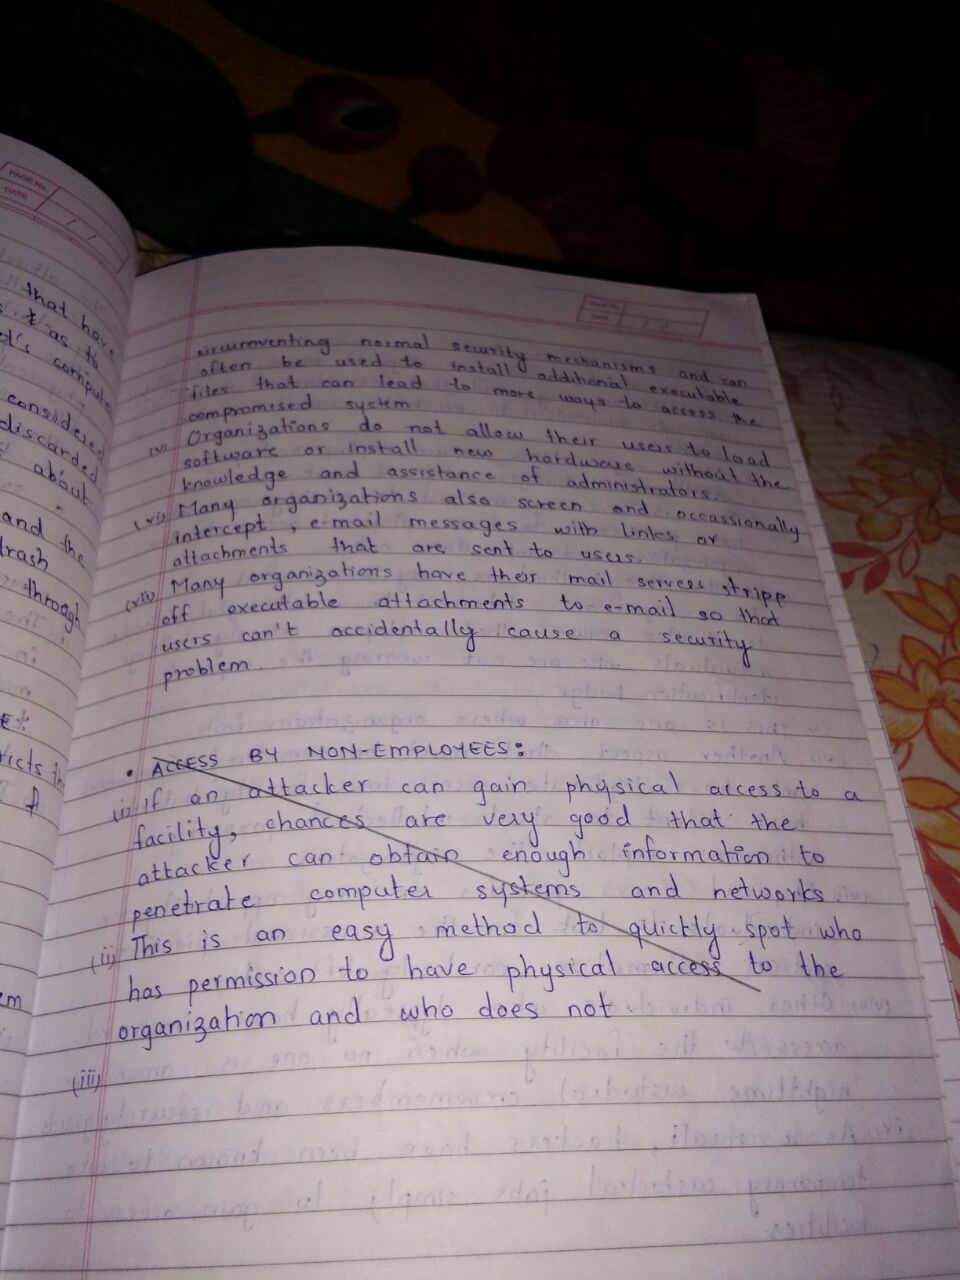 PAGE No.
DATE
that have
as to
compute
considered
discarded
about
and the
trash
through
ricts th
em
circumventing normal security mechanisms and can
often be used to install additional executable
files that can lead to more ways to access the
compromised system.
(v) Organizations do not allow their users to load
software or install new hardware without the
knowledge and assistance of administrators.
(vi) Many organizations also screen and occassionally
intercept, e-mail messages with links or
attachments that are sent to users.
(vii) Many organizations have their mail servers stripp
off executable attachments to e-mail so that
users can't accidentally cause a security
problem.
• ACCESS BY NON-EMPLOYEES:
(i) If an attacker can gain physical access to a
facility, chances are very good that the
attacker can obtain enough information to
penetrate computer systems and networks.
(ii) This is an easy method to quickly spot who
has permission to have physical access to the
organization and who does not
(iii)